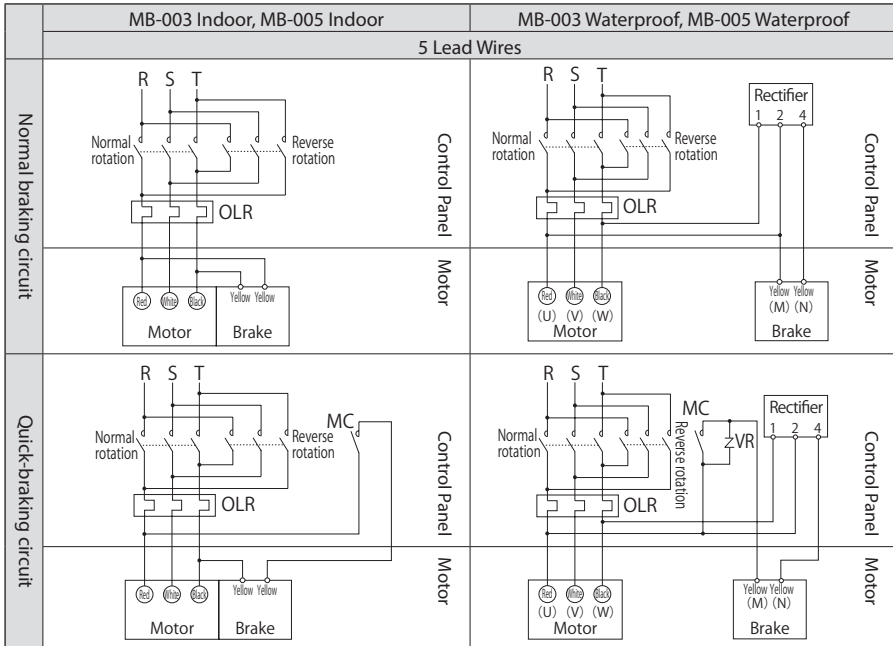 MB-003 Indoor, MB-005 Indoor
MB-003 Waterproof, MB-005 Waterproof
5 Lead Wires
Normal braking circuit
R S T
Normal
rotation
Reverse
rotation
OLR
Control Panel
Motor
Red White Black
Yellow Yellow
Motor
Brake
R S T
Normal
rotation
Reverse
rotation
OLR
Rectifier
1 2 4
Control Panel
Motor
Red White Black
(U) (V) (W)
Motor
Yellow Yellow
(M) (N)
Brake
Quick-braking circuit
R S T
Normal
rotation
Reverse
rotation
MC
OLR
Control Panel
Motor
Red White Black
Yellow Yellow
Motor
Brake
R S T
Normal
rotation
Reverse rotation
MC
VR
OLR
Rectifier
1 2 4
Control Panel
Motor
Red White Black
(U) (V) (W)
Motor
Yellow Yellow
(M) (N)
Brake